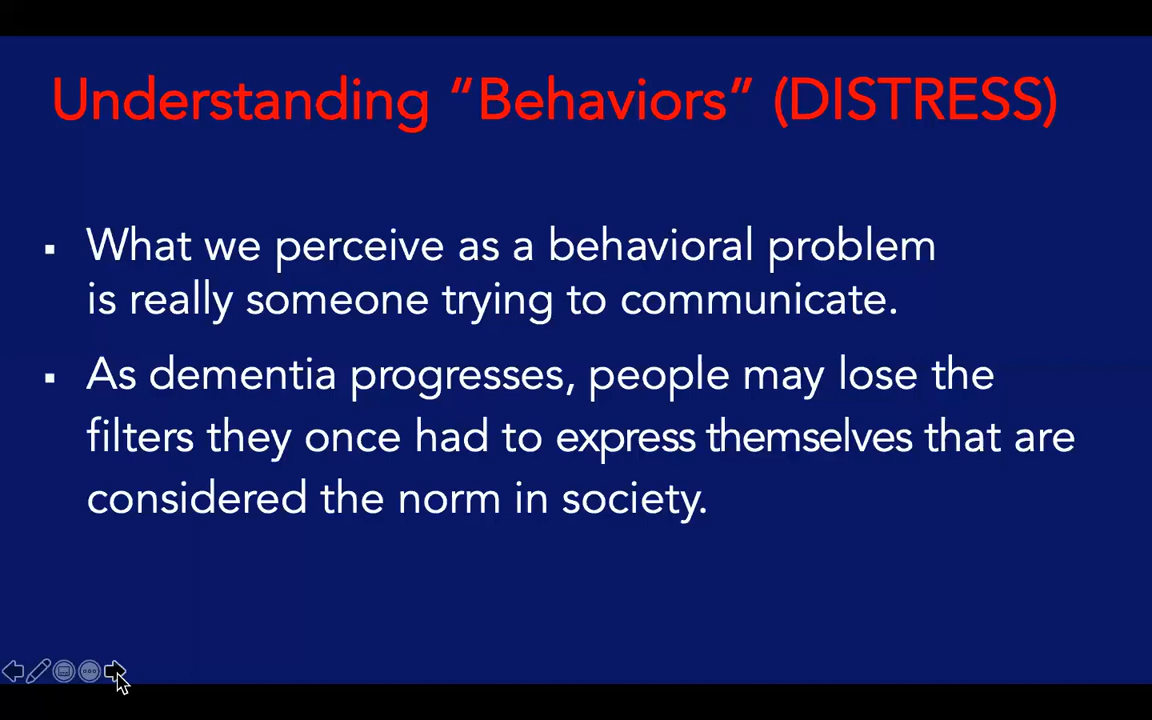 Understanding “Behaviors” (DISTRESS)
▪ What we perceive as a behavioral problem
is really someone trying to communicate.
▪ As dementia progresses, people may lose the
filters they once had to express themselves that are
considered the norm in society.